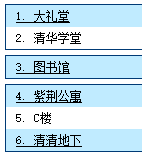 1. 大礼堂
2. 清华学堂
3. 图书馆
4. 紫荆公寓
5. C楼
6. 清清地下